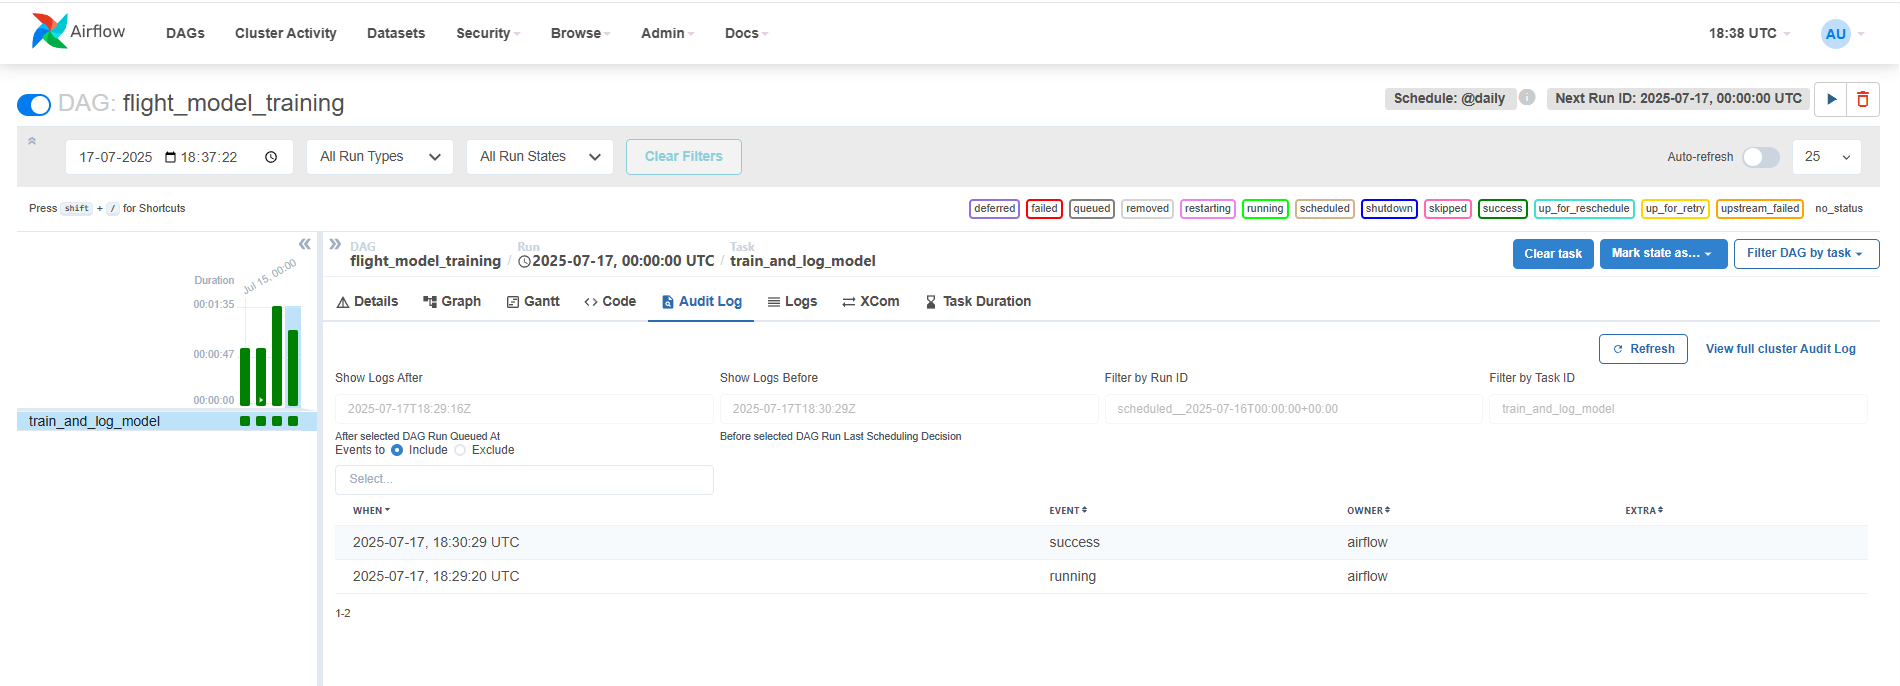 Airflow DAGs Cluster Activity Datasets Security Browse Admin Docs 18:38 UTC AU
DAG: flight_model_training Schedule: @daily i Next Run ID: 2025-07-17, 00:00:00 UTC
17-07-2025 18:37:22 All Run Types All Run States Clear Filters Auto-refresh 25
Press shift + / for Shortcuts deferred failed queued removed restarting running scheduled shutdown skipped success up_for_reschedule up_for_retry upstream_failed no_status
DAG Run Task
flight_model_training / 2025-07-17, 00:00:00 UTC / train_and_log_model Clear task Mark state as... Filter DAG by task
Duration Jul 15, 00:00
00:01:35
00:00:47
00:00:00
train_and_log_model
Details Graph Gantt Code Audit Log Logs XCom Task Duration
Refresh View full cluster Audit Log
Show Logs After Show Logs Before Filter by Run ID Filter by Task ID
2025-07-17T18:29:16Z 2025-07-17T18:30:29Z scheduled__2025-07-16T00:00:00+00:00 train_and_log_model
After selected DAG Run Queued At Before selected DAG Run Last Scheduling Decision
Events to Include Exclude
Select...
WHEN EVENT OWNER EXTRA
2025-07-17, 18:30:29 UTC success airflow
2025-07-17, 18:29:20 UTC running airflow
1-2